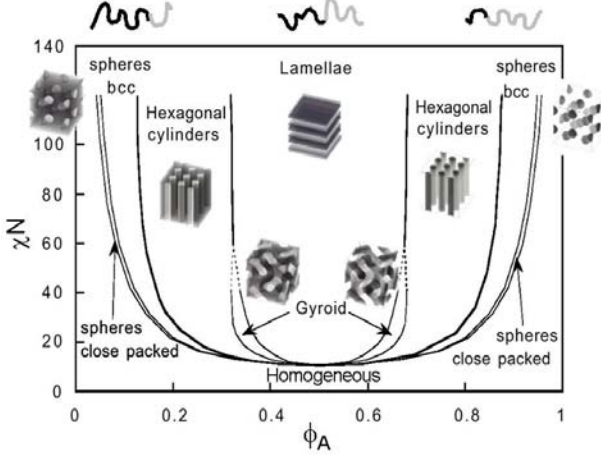 140
120
100
80
60
40
20
0
χN
spheres
bcc
Lamellae
spheres
bcc
Hexagonal
cylinders
Hexagonal
cylinders
spheres
close packed
Gyroid
spheres
close packed
Homogeneous
0
0.2
0.4
0.6
0.8
1
ϕA